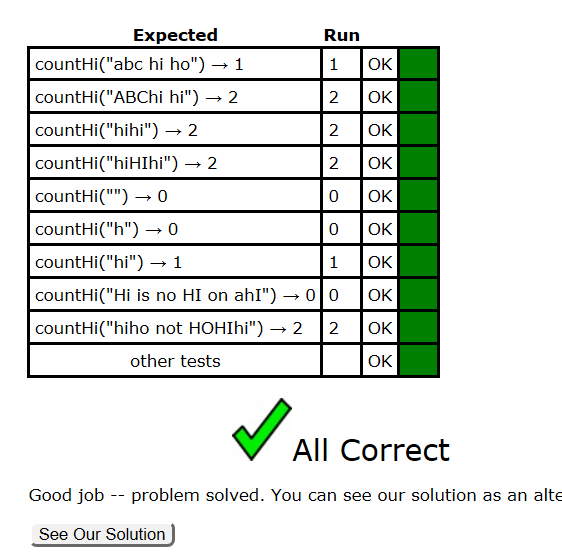 Expected Run
countHi("abc hi ho") → 1 1 OK
countHi("ABChi hi") → 2 2 OK
countHi("hihi") → 2 2 OK
countHi("hiHIhi") → 2 2 OK
countHi("") → 0 0 OK
countHi("h") → 0 0 OK
countHi("hi") → 1 1 OK
countHi("Hi is no HI on ahI") → 0 0 OK
countHi("hiho not HOHIhi") → 2 2 OK
other tests OK
All Correct
Good job -- problem solved. You can see our solution as an alte
See Our Solution